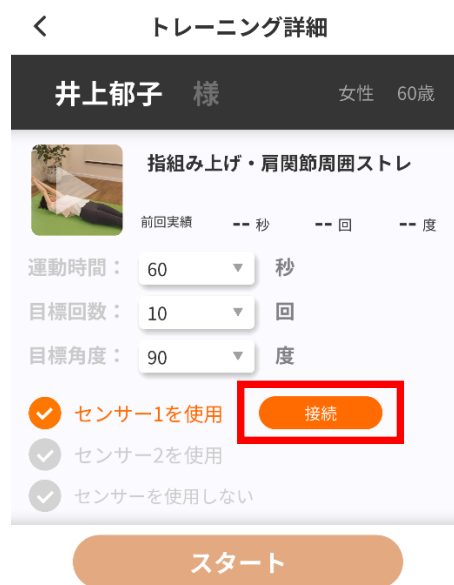 トレーニング詳細
井上郁子 様 女性 60歳
指組み上げ・肩関節周囲ストレ
前回実績 -- 秒 -- 回 -- 度
運動時間： 60 秒
目標回数： 10 回
目標角度： 90 度
センサー1を使用 接続
センサー2を使用
センサーを使用しない
スタート